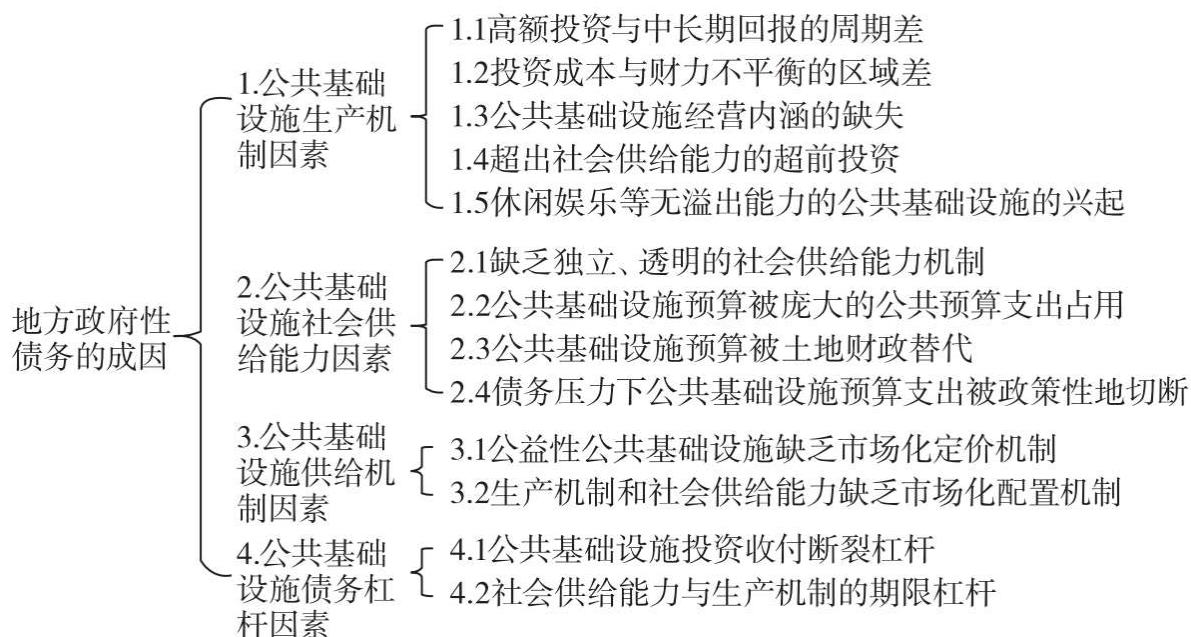 地方政府性
债务的成因
1.公共基础
设施生产机
制因素
1.1高额投资与中长期回报的周期差
1.2投资成本与财力不平衡的区域差
1.3公共基础设施经营内涵的缺失
1.4超出社会供给能力的超前投资
1.5休闲娱乐等无溢出能力的公共基础设施的兴起
2.公共基础
设施社会供
给能力因素
2.1缺乏独立、透明的社会供给能力机制
2.2公共基础设施预算被庞大的公共预算支出占用
2.3公共基础设施预算被土地财政替代
2.4债务压力下公共基础设施预算支出被政策性地切断
3.公共基础
设施供给机
制因素
3.1公益性公共基础设施缺乏市场化定价机制
3.2生产机制和社会供给能力缺乏市场化配置机制
4.公共基础
设施债务杠
杆因素
4.1公共基础设施投资收付断裂杠杆
4.2社会供给能力与生产机制的期限杠杆